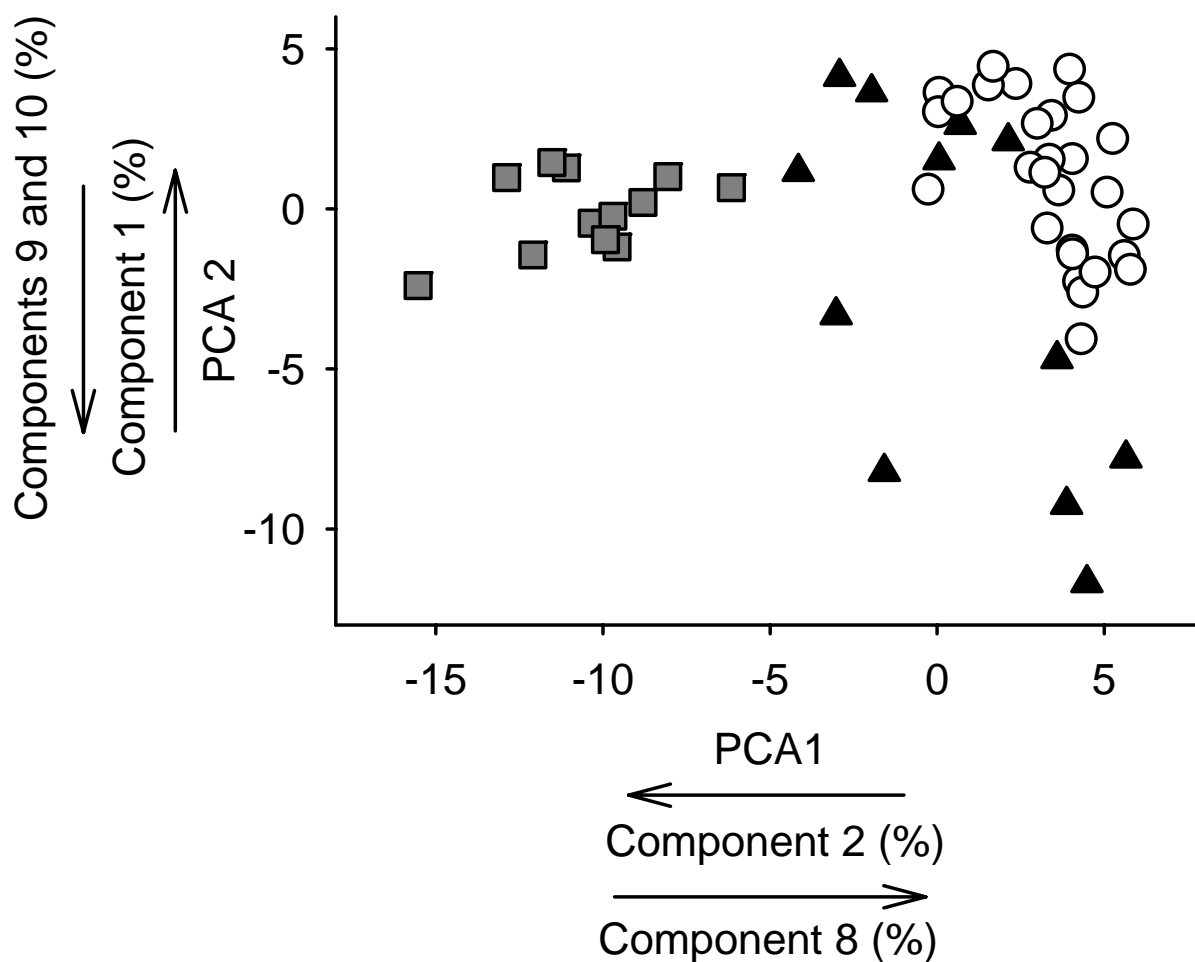 Components 9 and 10 (%)
Component 1 (%)
PCA 2
5
0
-5
-10
-15 -10 -5 0 5
PCA1
Component 2 (%)
Component 8 (%)